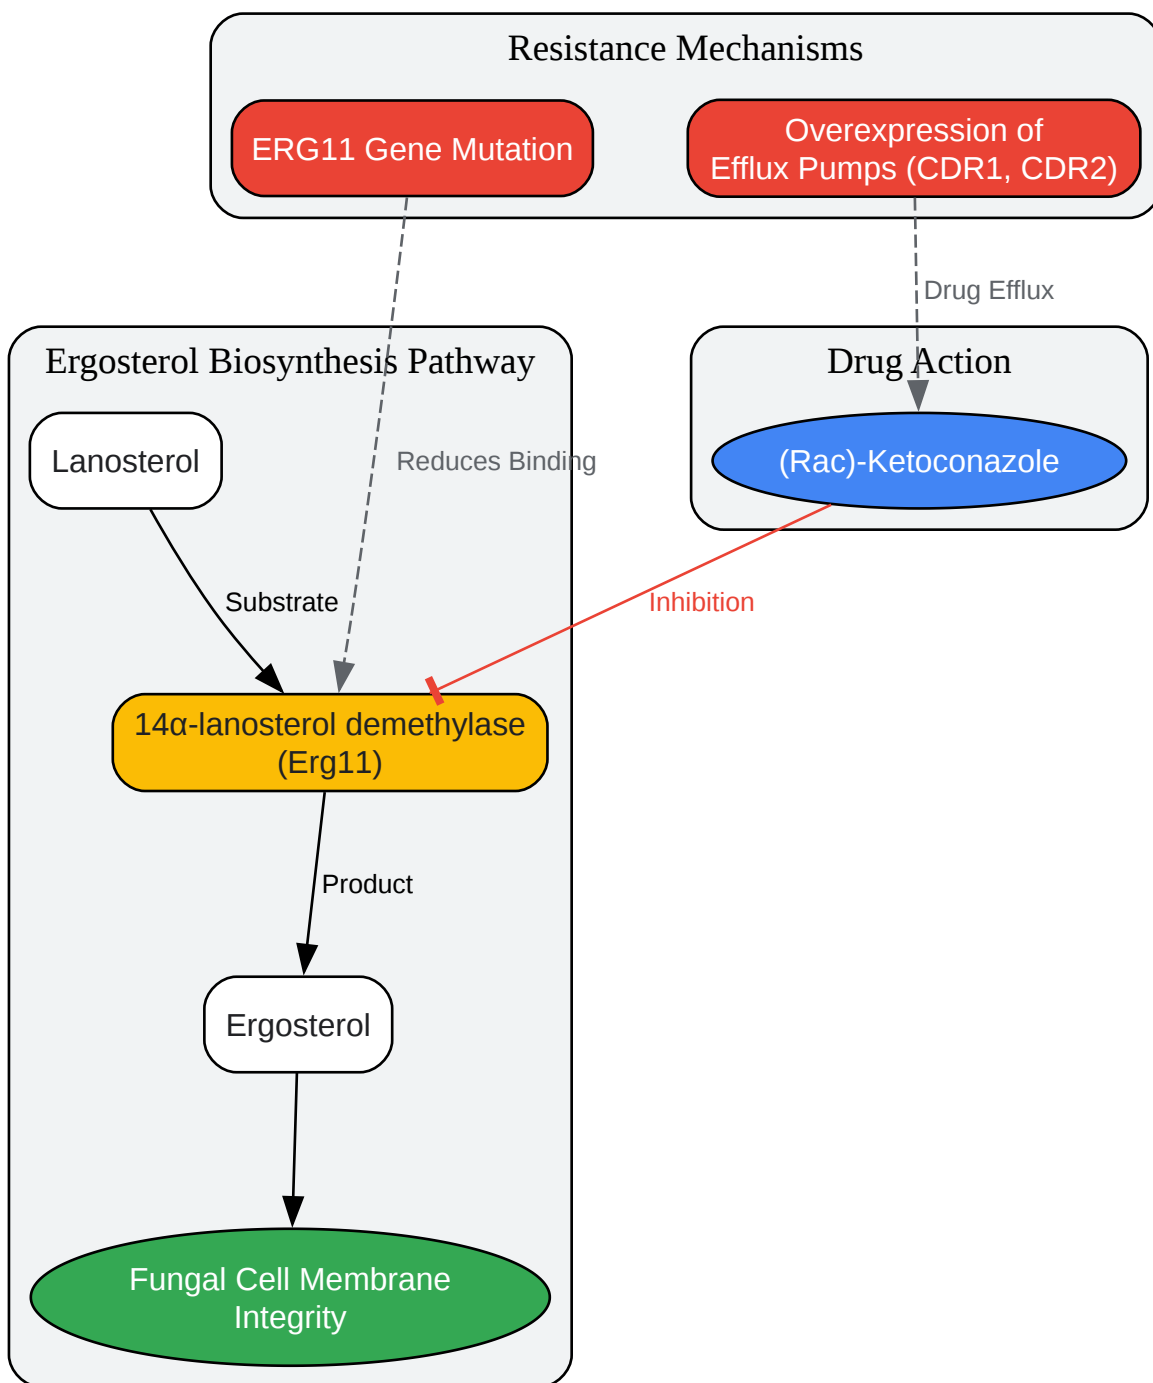 Resistance Mechanisms
ERG11 Gene Mutation
Overexpression of
Efflux Pumps (CDR1, CDR2)
Drug Efflux
Ergosterol Biosynthesis Pathway
Drug Action
Lanosterol
Reduces Binding
(Rac)-Ketoconazole
Substrate
Inhibition
14α-lanosterol demethylase
(Erg11)
Product
Ergosterol
Fungal Cell Membrane
Integrity